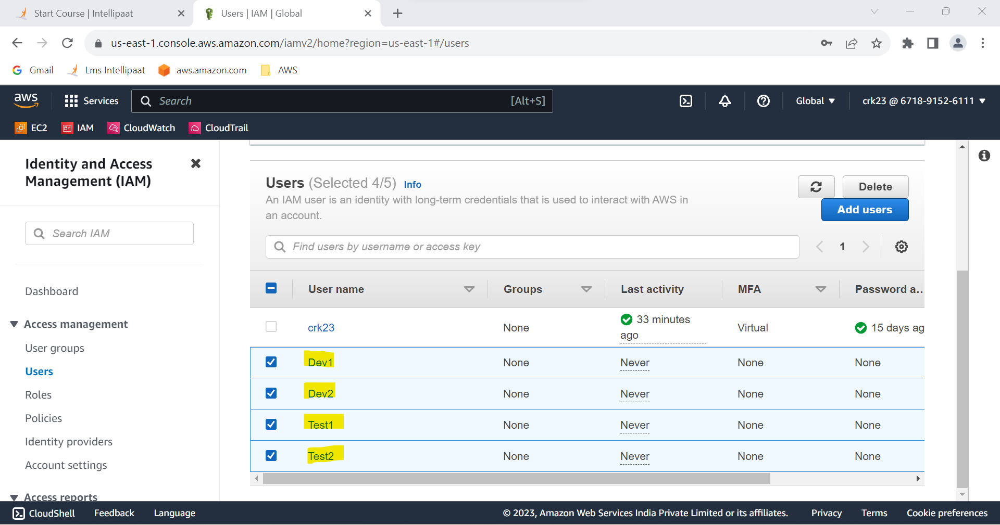 Start Course | Intellipaat
Users | IAM | Global
us-east-1.console.aws.amazon.com/iamv2/home?region=us-east-1#/users
Gmail
Lms Intellipaat
aws.amazon.com
AWS
aws
Services
Search
[Alt+S]
Global
crk23 @ 6718-9152-6111
EC2
IAM
CloudWatch
CloudTrail
Identity and Access
Management (IAM)
Search IAM
Dashboard
Access management
User groups
Users
Roles
Policies
Identity providers
Account settings
Access reports
Users (Selected 4/5) Info
An IAM user is an identity with long-term credentials that is used to interact with AWS in
an account.
Delete
Add users
Find users by username or access key
1
User name Groups Last activity MFA Password a...
crk23 None 33 minutes ago Virtual 15 days ag
Dev1 None Never None None
Dev2 None Never None None
Test1 None Never None None
Test2 None Never None None
CloudShell
Feedback
Language
© 2023, Amazon Web Services India Private Limited or its affiliates.
Privacy
Terms
Cookie preferences